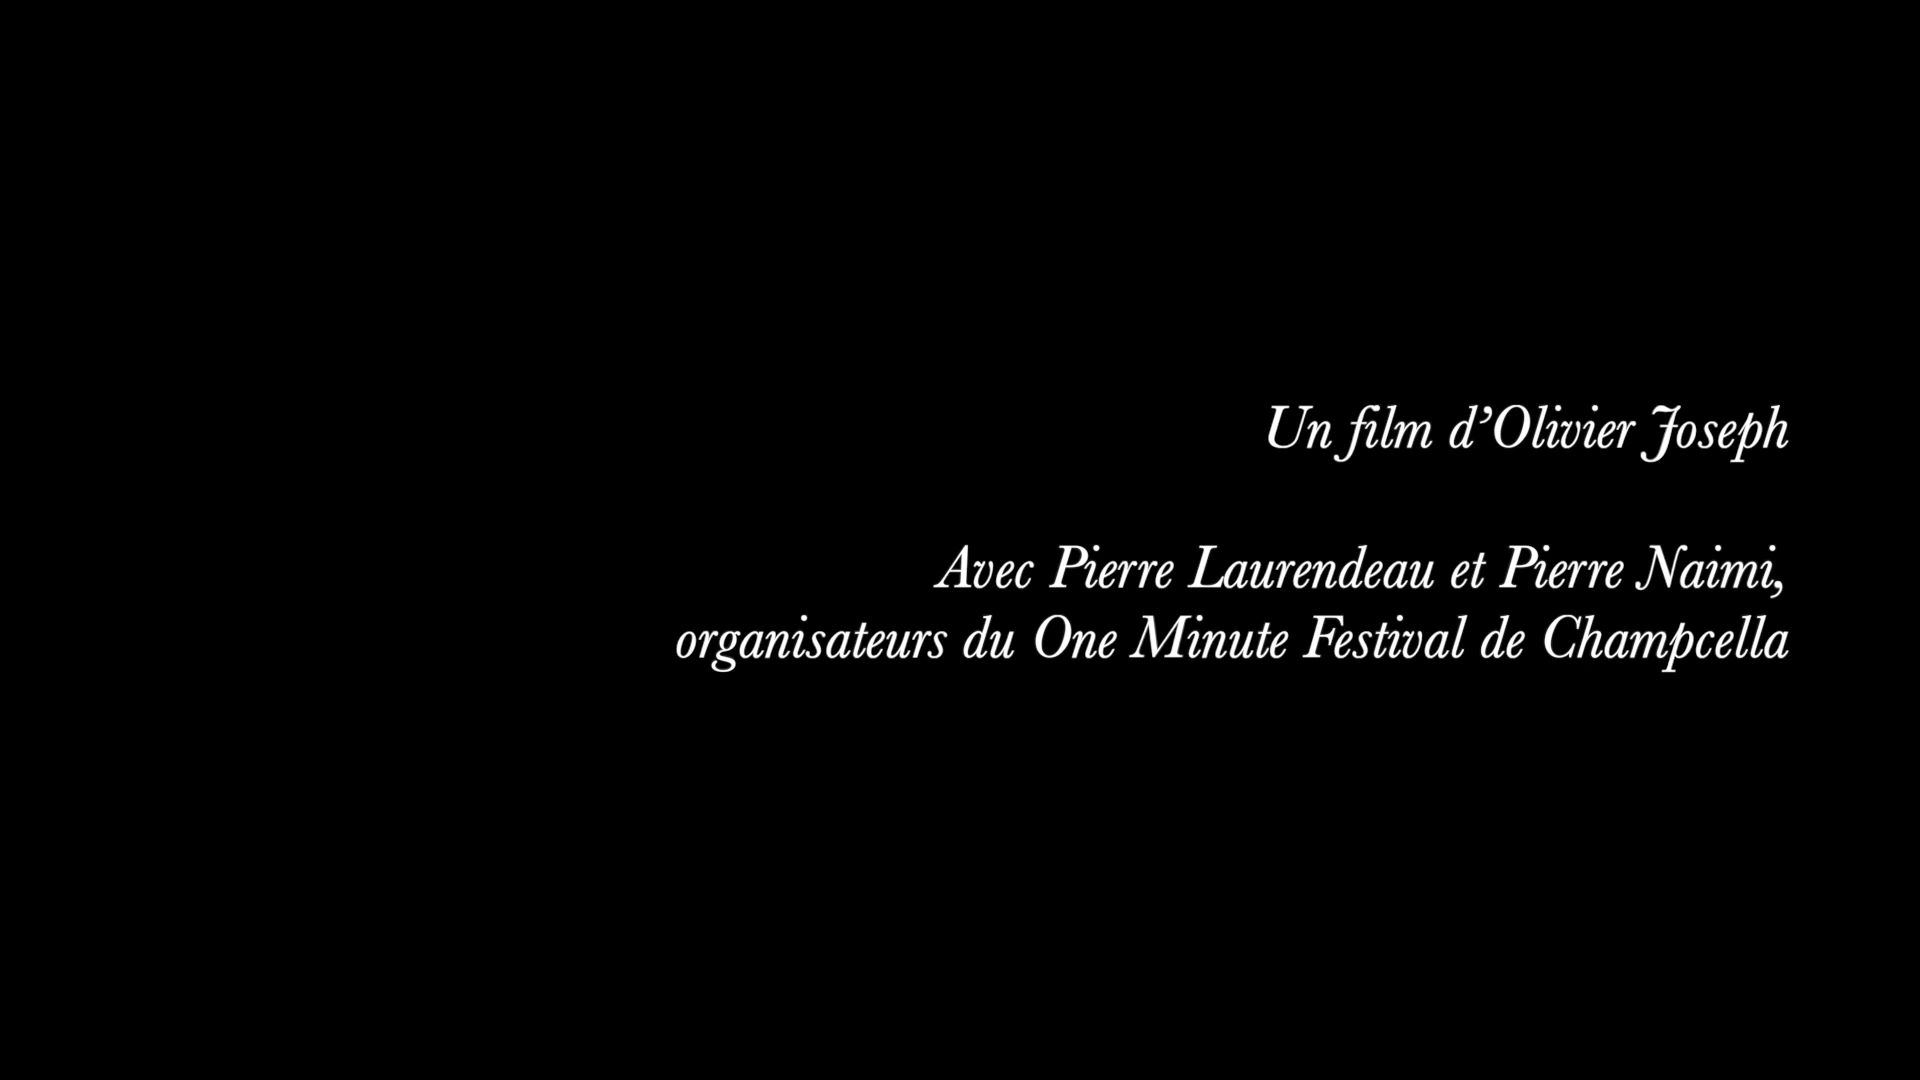 Un film d’Olivier Joseph
Avec Pierre Laurendeau et Pierre Naimi,
organisateurs du One Minute Festival de Champcella